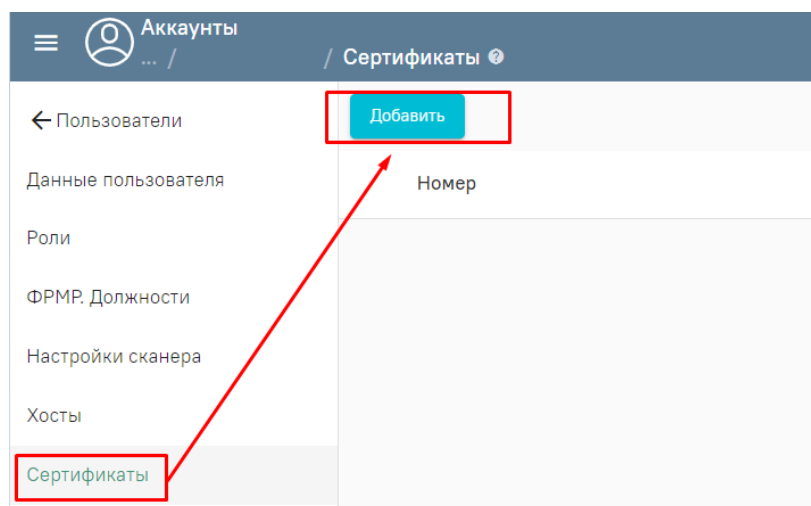 Аккаунты
... / / Сертификаты ?
Пользователи
Добавить
Данные пользователя
Номер
Роли
ФРМР. Должности
Настройки сканера
Хосты
Сертификаты